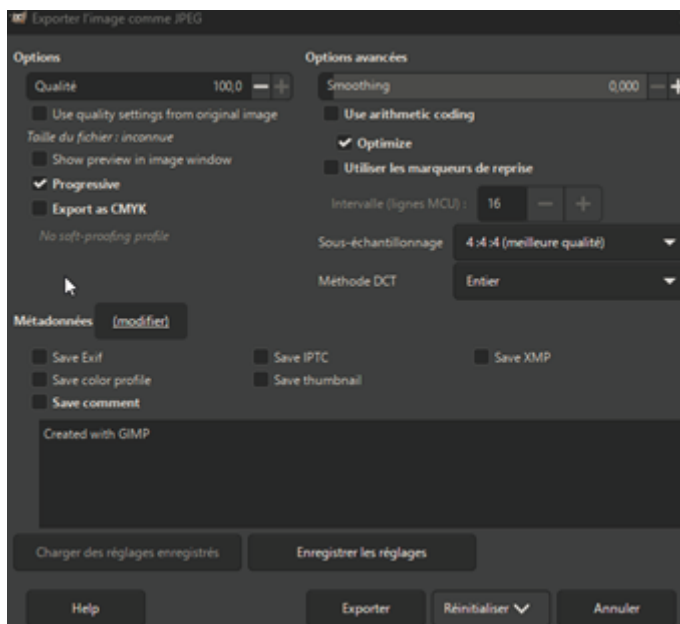 Exporter l'image comme JPEG
Options
Options avancées
Qualité 100,0
Smoothing 0,000
Use quality settings from original image
Use arithmetic coding
Taille du fichier : inconnue
Optimize
Show preview in image window
Utiliser les marqueurs de reprise
Progressive
Export as CMYK
Intervalle (lignes MCU) : 16
No soft-proofing profile
Sous-échantillonnage 4:4:4 (meilleure qualité)
Méthode DCT Entier
Métadonnées (modifier)
Save Exif
Save IPTC
Save XMP
Save color profile
Save thumbnail
Save comment
Created with GIMP
Charger des réglages enregistrés
Enregistrer les réglages
Help
Exporter
Réinitialiser
Annuler